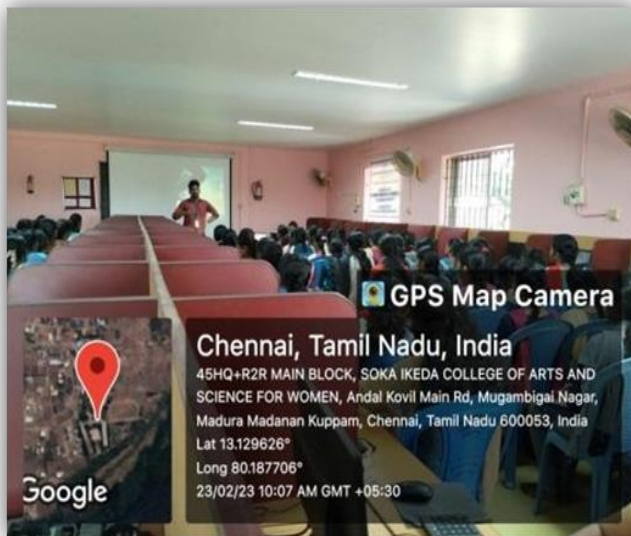 GPS Map Camera
Chennai, Tamil Nadu, India
45HQ+R2R MAIN BLOCK, SOKA IKEDA COLLEGE OF ARTS AND
SCIENCE FOR WOMEN, Andal Kovil Main Rd, Mugambigai Nagar,
Madura Madanan Kuppam, Chennai, Tamil Nadu 600053, India
Lat 13.129626°
Long 80.187706°
23/02/23 10:07 AM GMT +05:30
Google